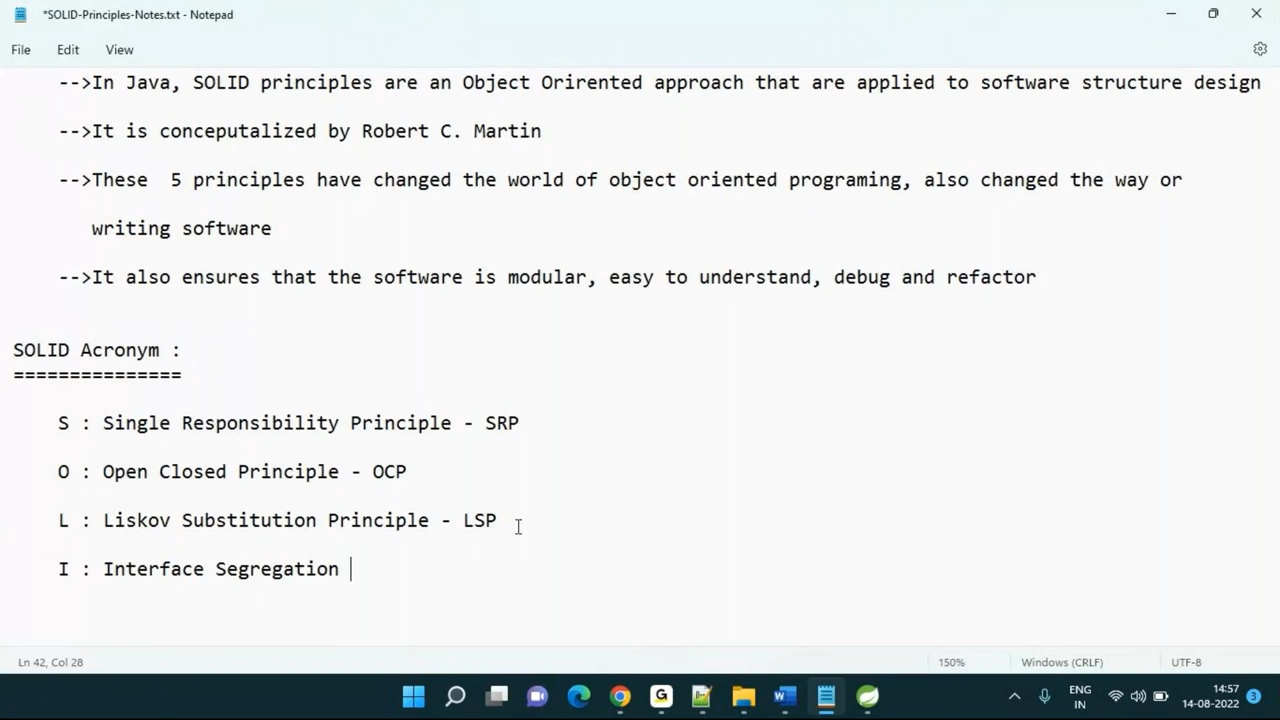 *SOLID-Principles-Notes.txt - Notepad
File Edit View
-->In Java, SOLID principles are an Object Orirented approach that are applied to software structure design
-->It is conceputalized by Robert C. Martin
-->These  5 principles have changed the world of object oriented programing, also changed the way or
writing software
-->It also ensures that the software is modular, easy to understand, debug and refactor
SOLID Acronym :
===============
S : Single Responsibility Principle - SRP
O : Open Closed Principle - OCP
L : Liskov Substitution Principle - LSP
I : Interface Segregation
Ln 42, Col 28 150% Windows (CRLF) UTF-8
ENG 14:57
IN 14-08-2022 3